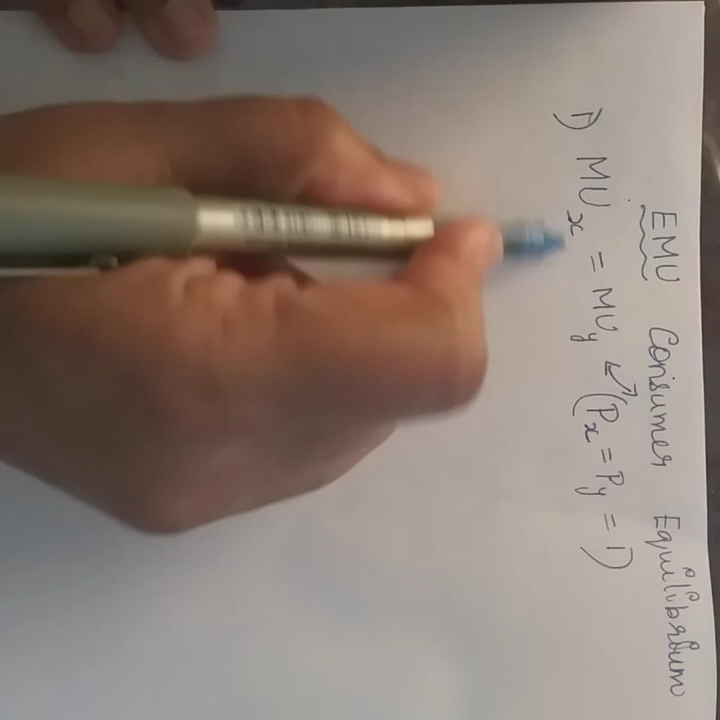 EMU Consumer Equilibrium
1) MUx = MUy ↔ (Px = Py = 1)